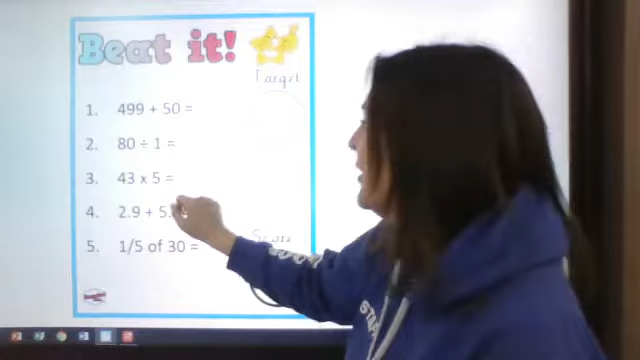 Beat it!
Target
1. 499 + 50 =
2. 80 ÷ 1 =
3. 43 x 5 =
4. 2.9 + 5.
Score
5. 1/5 of 30 =
STAFF